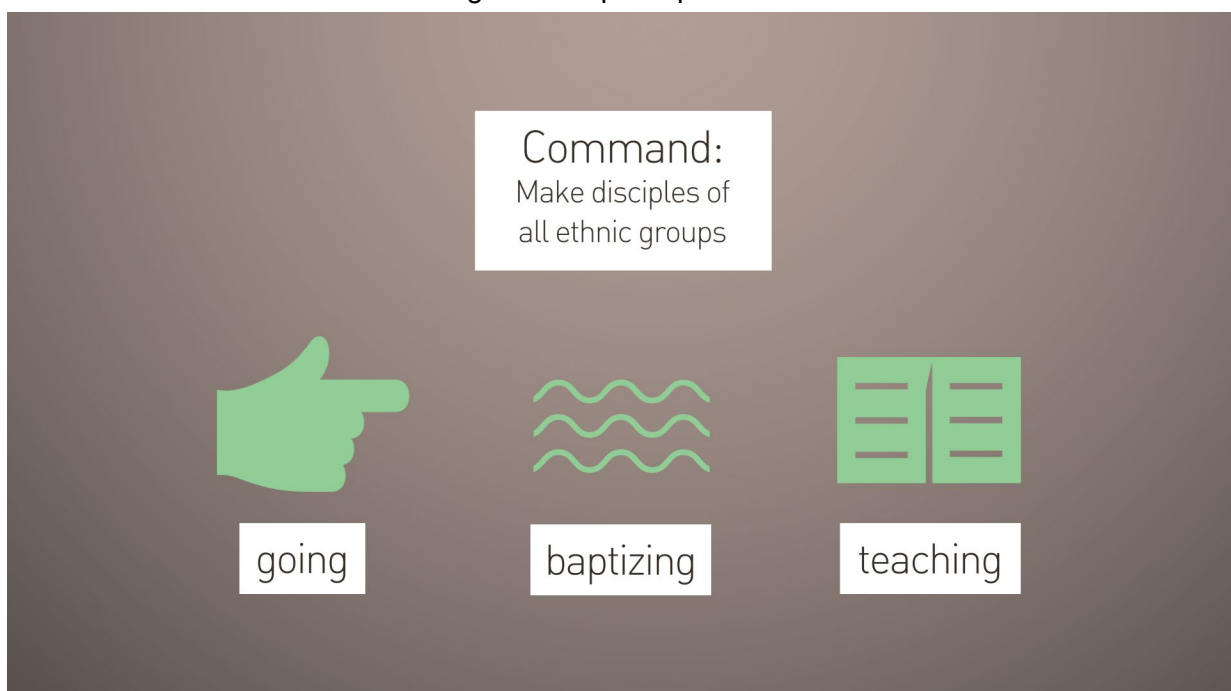 Command:
Make disciples of
all ethnic groups
going
baptizing
teaching